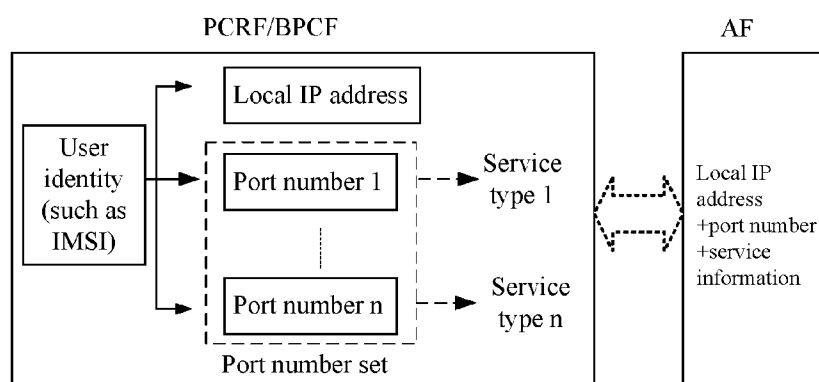 PCRF/BPCF
AF
Local IP address
User
identity
(such as
IMSI)
Port number 1
Service
type 1
Port number n
Service
type n
Port number set
Local IP
address
+port number
+service
information